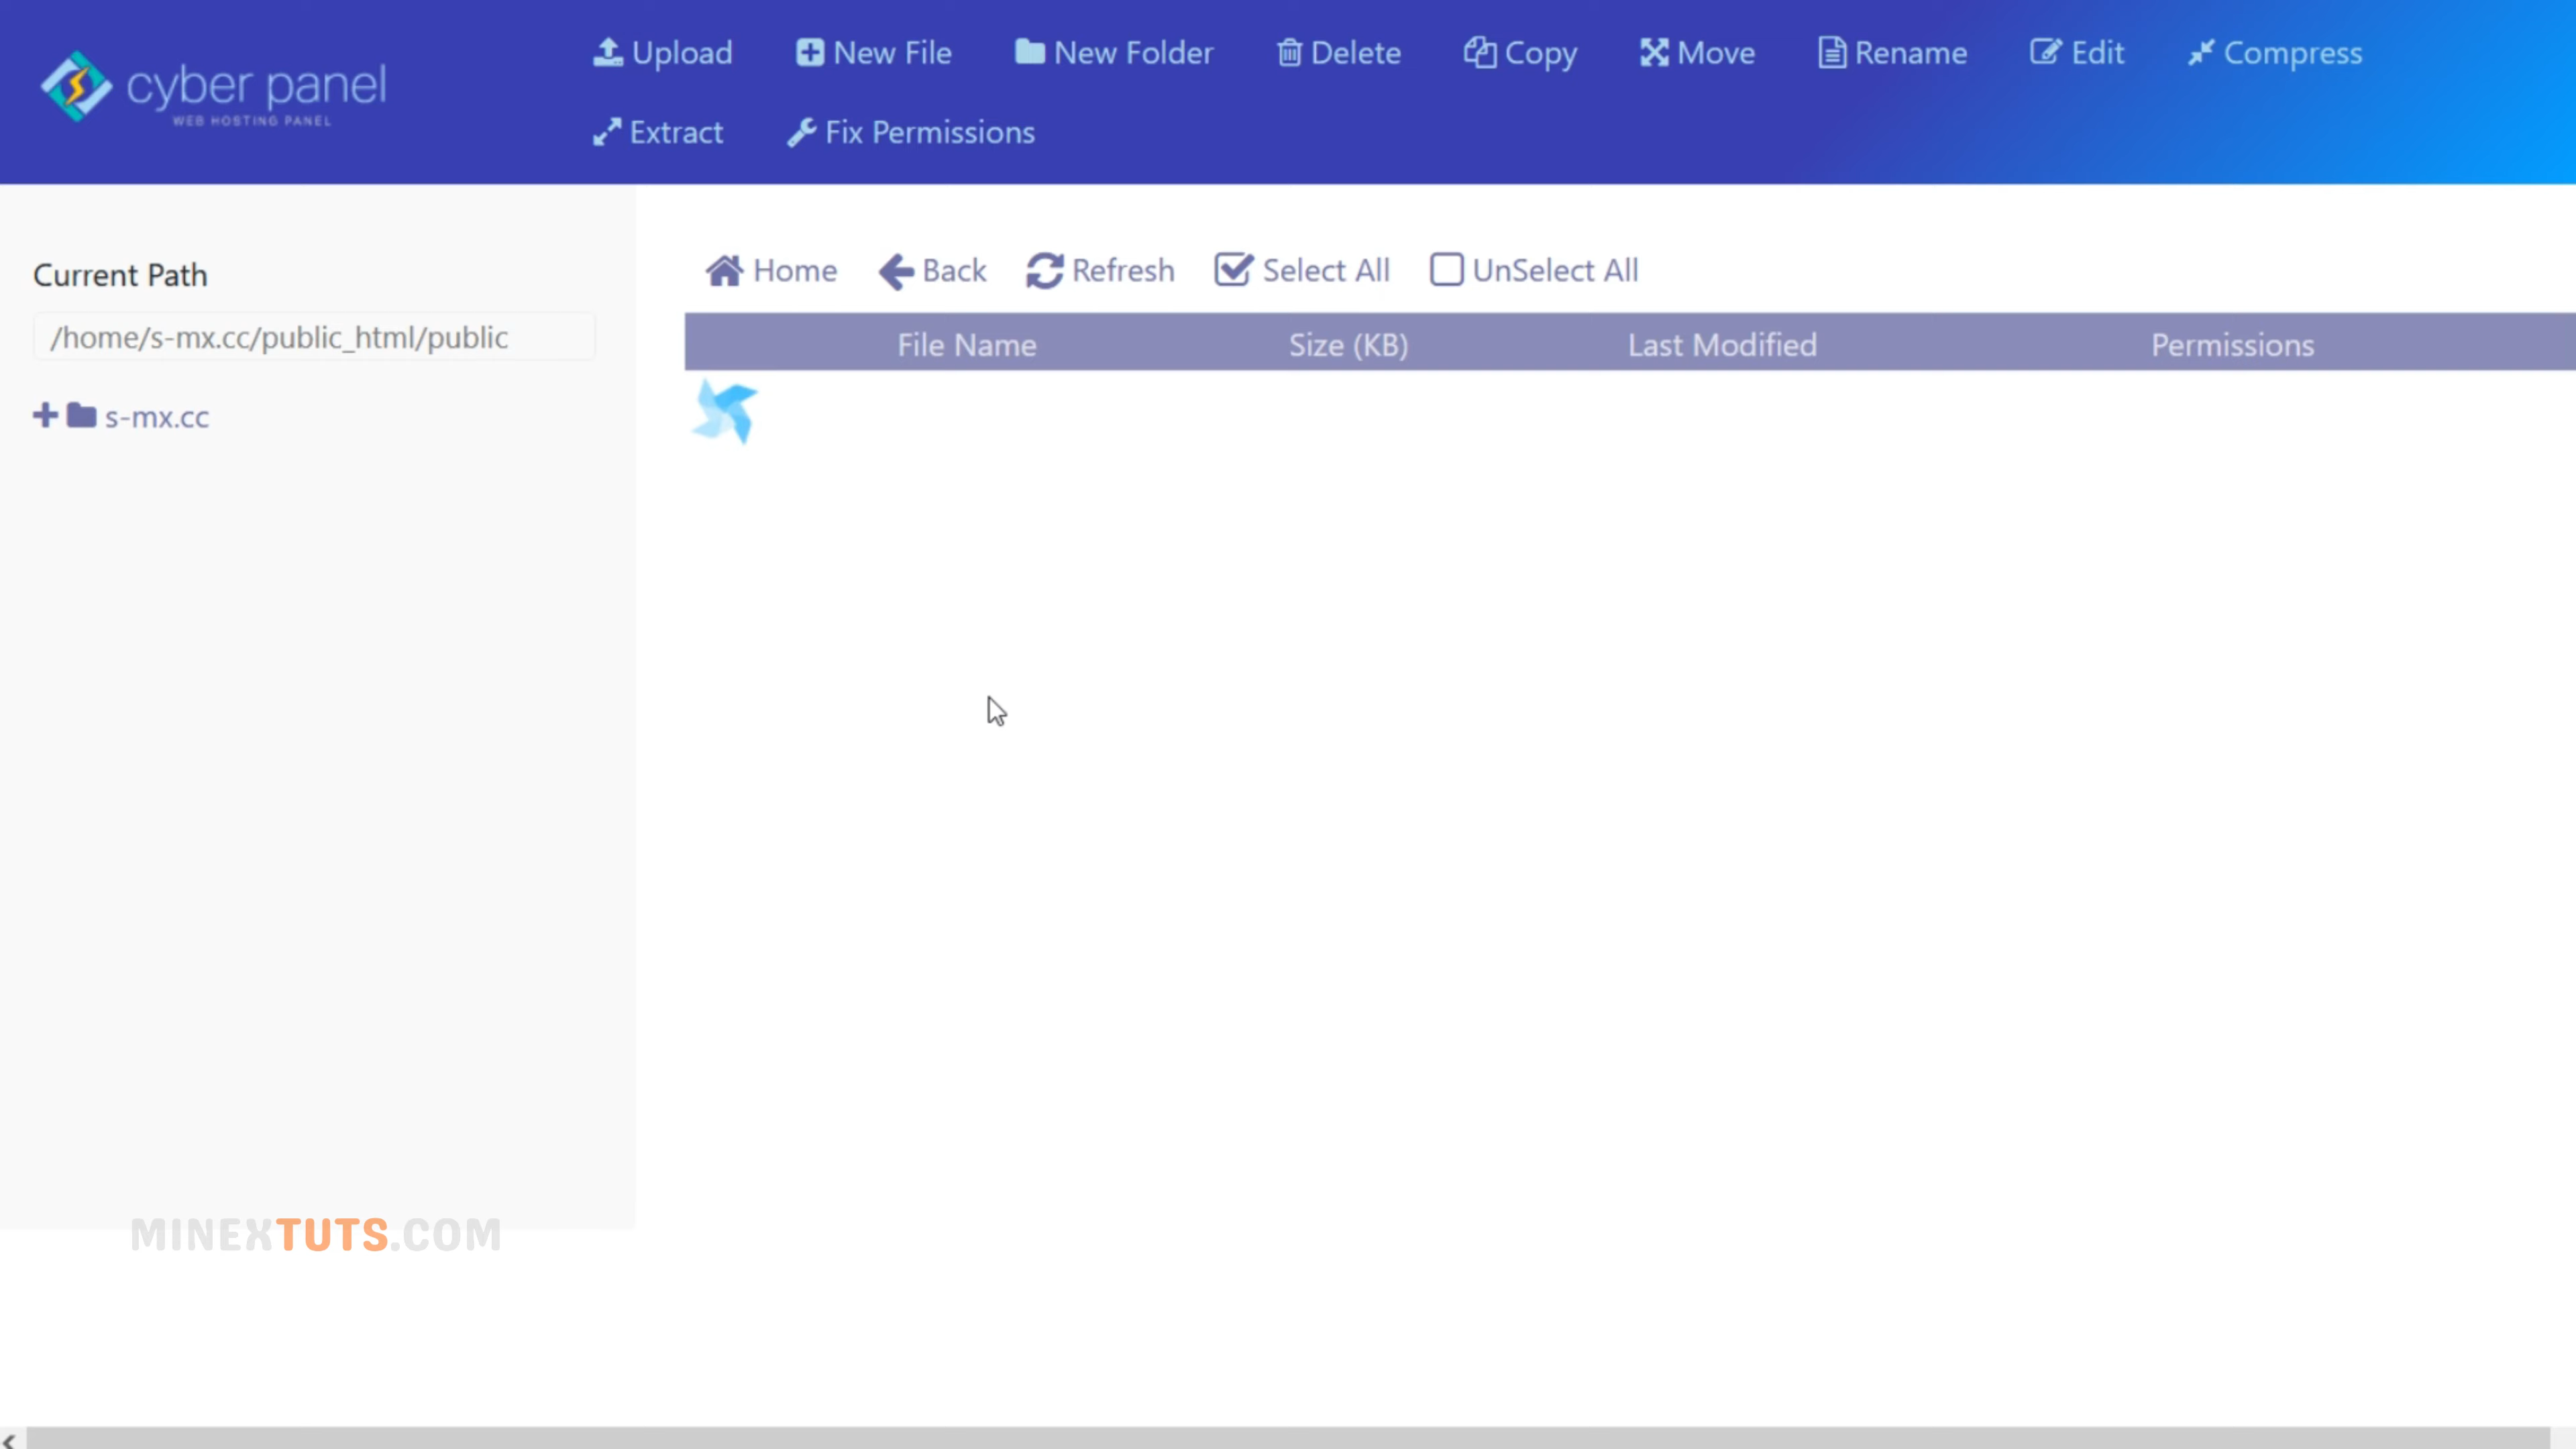 cyber panel
WEB HOSTING PANEL
Upload New File New Folder Delete Copy Move Rename Edit Compress
Extract Fix Permissions
Current Path
/home/s-mx.cc/public_html/public
s-mx.cc
Home Back Refresh Select All UnSelect All
File Name Size (KB) Last Modified Permissions
MINEXTUTS.COM